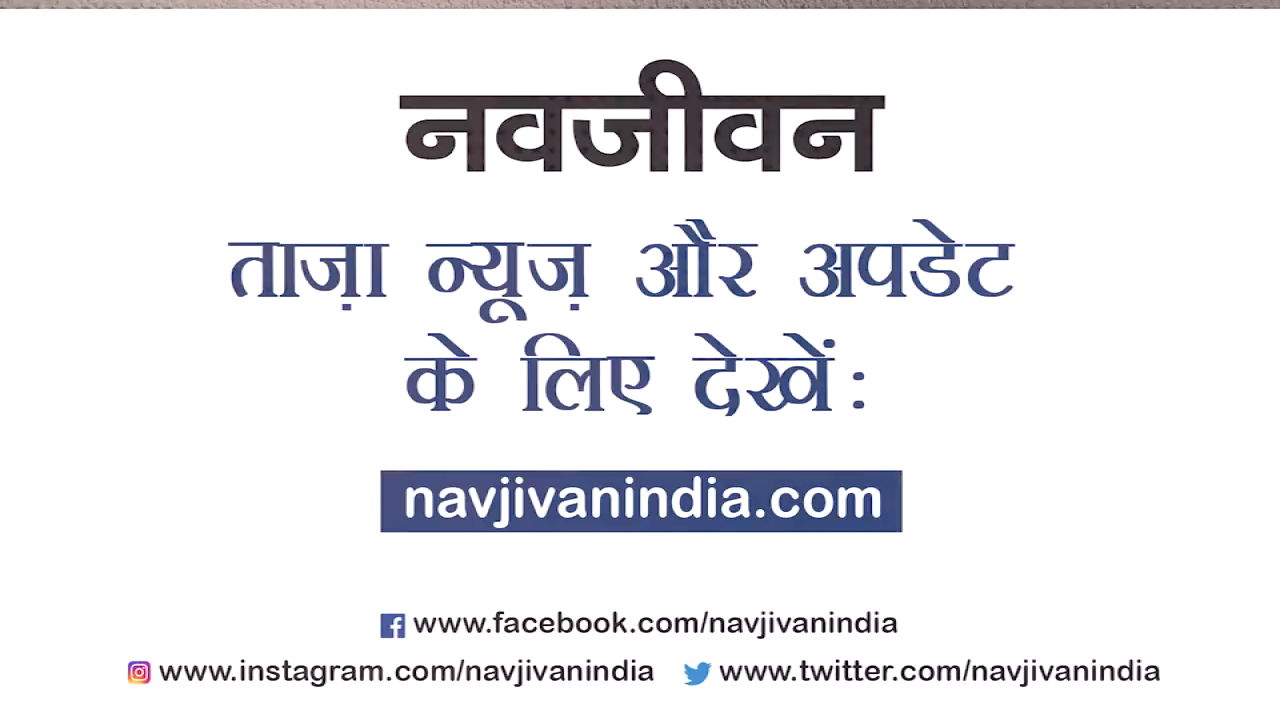 नवजीवन
ताज़ा न्यूज़ और अपडेट
के लिए देखें:
navjivanindia.com
www.facebook.com/navjivanindia
www.instagram.com/navjivanindia www.twitter.com/navjivanindia